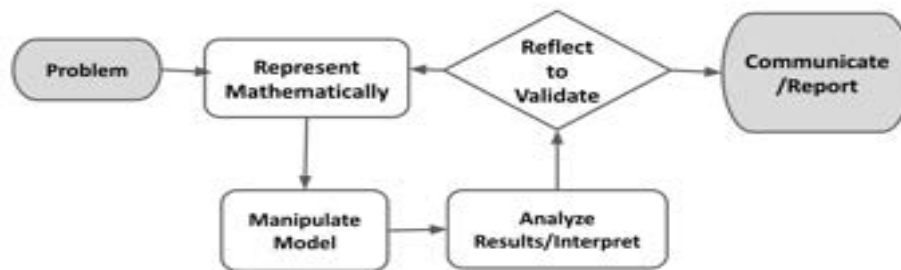 Problem
Represent
Mathematically
Reflect
to
Validate
Communicate
/Report
Manipulate
Model
Analyze
Results/Interpret